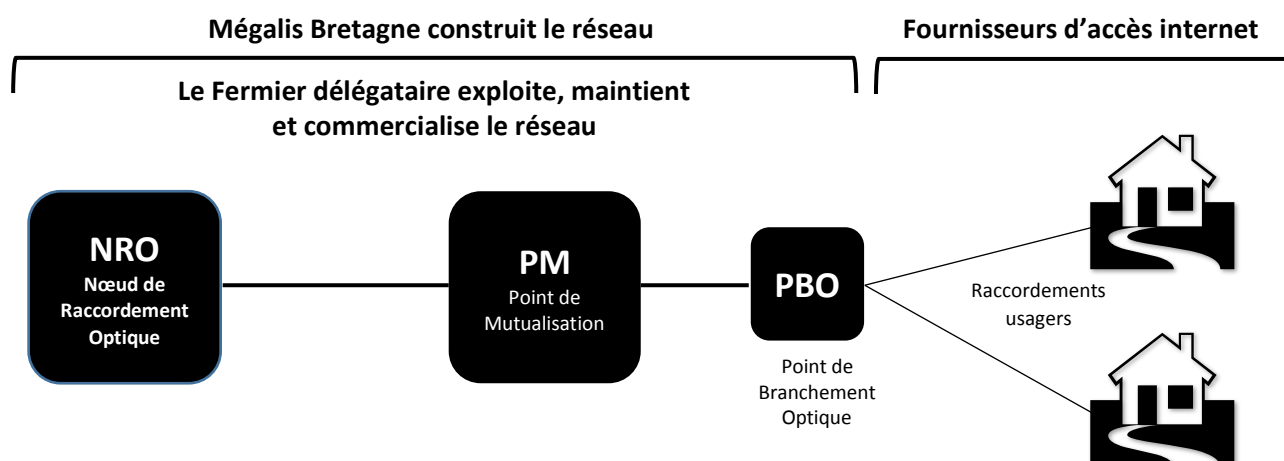 Mégalis Bretagne construit le réseau
Fournisseurs d’accès internet
Le Fermier délégataire exploite, maintient
et commercialise le réseau
NRO
Nœud de
Raccordement
Optique
PM
Point de
Mutualisation
PBO
Point de
Branchement
Optique
Raccordements
usagers